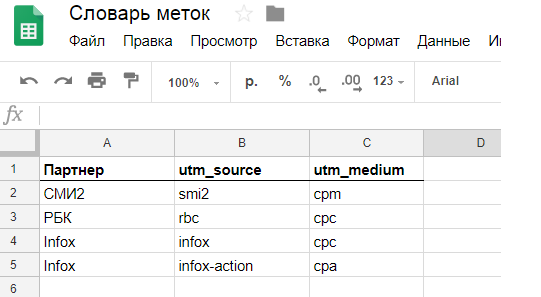 Словарь меток
Файл Правка Просмотр Вставка Формат Данные
100% р. % .0 .00 123 Arial
fx
A B C D
1 Партнер utm_source utm_medium
2 СМИ2 smi2 cpm
3 РБК rbc cpc
4 Infox infox cpc
5 Infox infox-action cpa
6